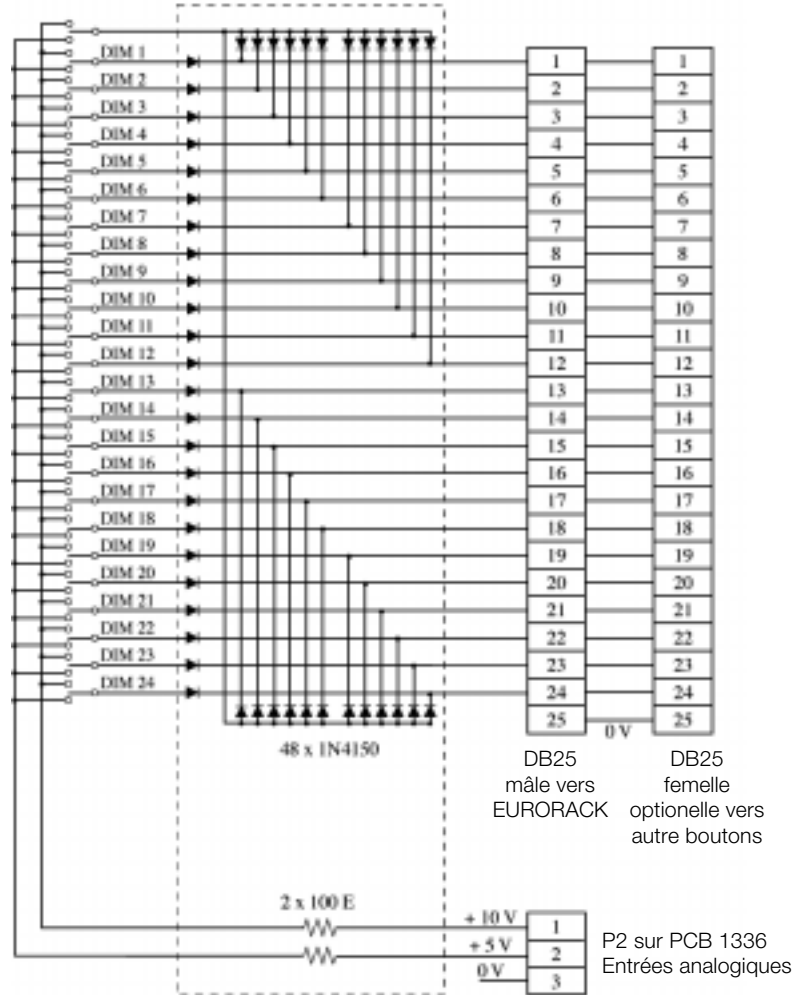 DIM 1
DIM 2
DIM 3
DIM 4
DIM 5
DIM 6
DIM 7
DIM 8
DIM 9
DIM 10
DIM 11
DIM 12
DIM 13
DIM 14
DIM 15
DIM 16
DIM 17
DIM 18
DIM 19
DIM 20
DIM 21
DIM 22
DIM 23
DIM 24
48 x 1N4150
1 1
2 2
3 3
4 4
5 5
6 6
7 7
8 8
9 9
10 10
11 11
12 12
13 13
14 14
15 15
16 16
17 17
18 18
19 19
20 20
21 21
22 22
23 23
24 24
25 0 V 25
DB25
mâle vers
EURORACK
DB25
femelle
optionelle vers
autre boutons
2 x 100 E
+ 10 V 1
+ 5 V 2
0 V 3
P2 sur PCB 1336
Entrées analogiques